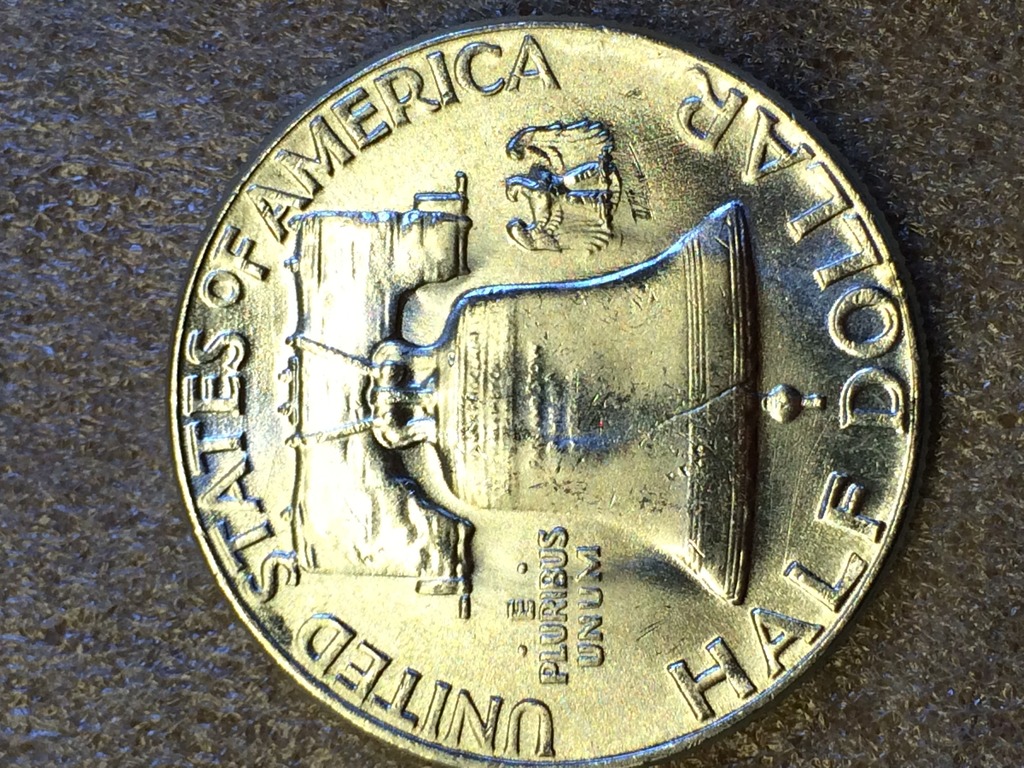 UNITED STATES OF AMERICA
E
PLURIBUS
UNUM
HALF DOLLAR